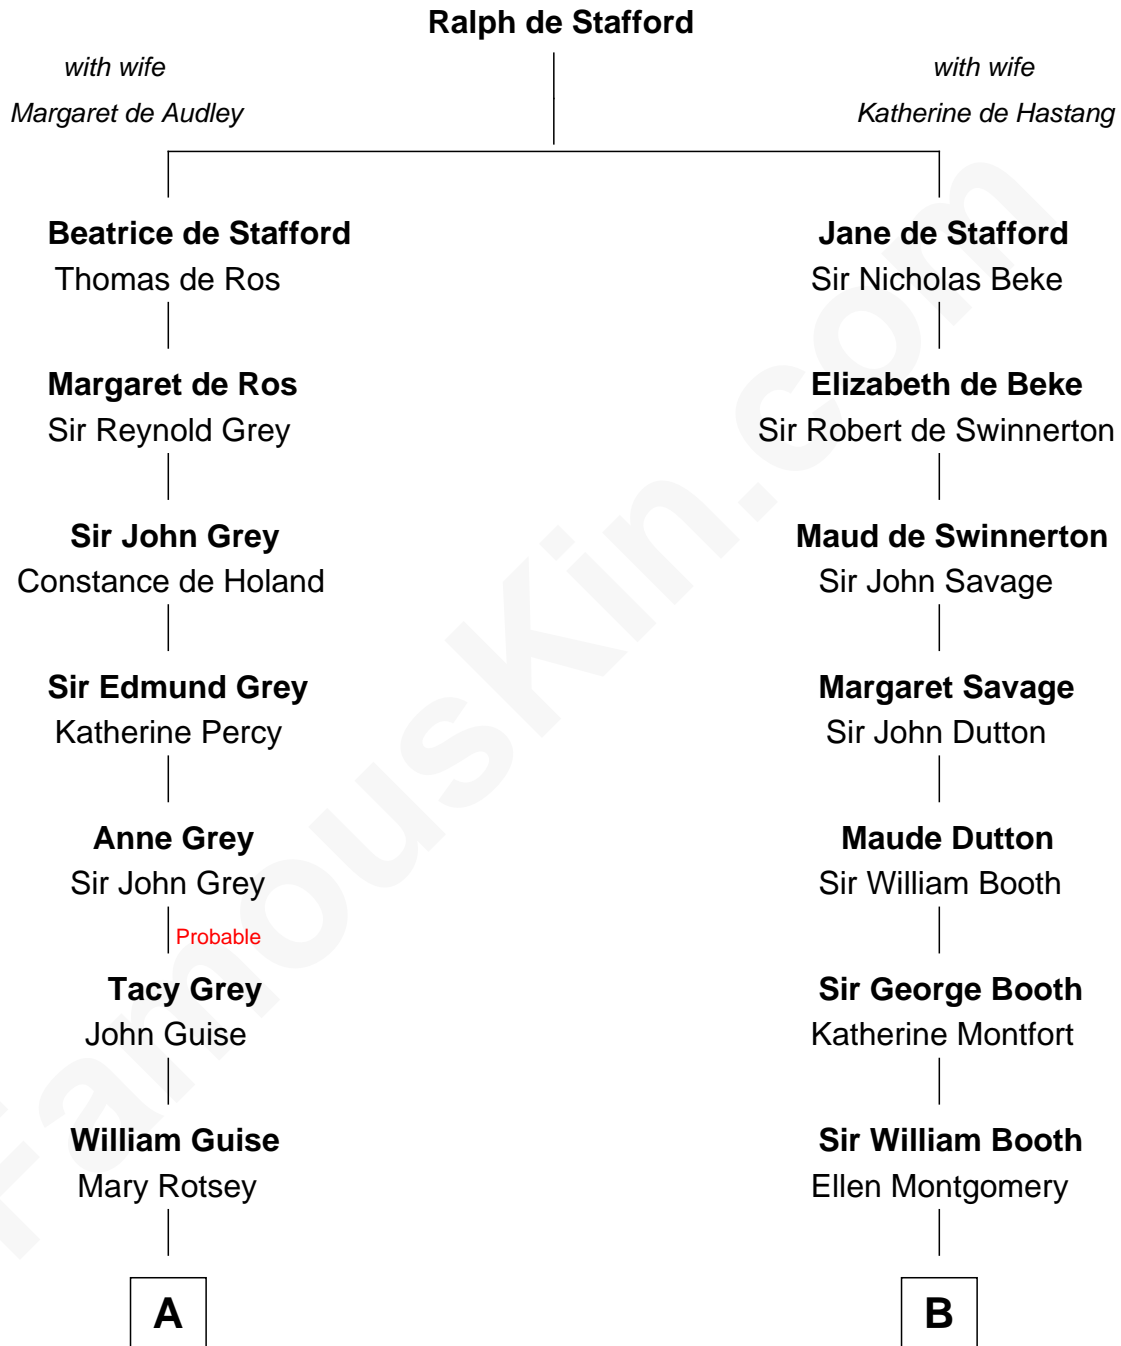 Ralph de Stafford
with wife
Margaret de Audley
with wife
Katherine de Hastang
Beatrice de Stafford
Thomas de Ros
Jane de Stafford
Sir Nicholas Beke
Margaret de Ros
Sir Reynold Grey
Elizabeth de Beke
Sir Robert de Swinnerton
Sir John Grey
Constance de Holand
Maud de Swinnerton
Sir John Savage
Sir Edmund Grey
Katherine Percy
Margaret Savage
Sir John Dutton
Anne Grey
Sir John Grey
Maude Dutton
Sir William Booth
Probable
Tacy Grey
John Guise
Sir George Booth
Katherine Montfort
William Guise
Mary Rotsey
Sir William Booth
Ellen Montgomery
A
B
FamousKin.com